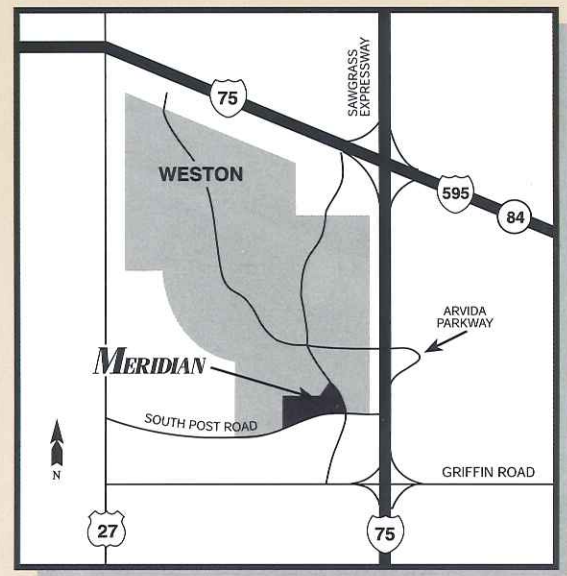 SAWGRASS
EXPRESSWAY
75
WESTON
595
84
ARVIDA
PARKWAY
MERIDIAN
SOUTH POST ROAD
N
GRIFFIN ROAD
27
75